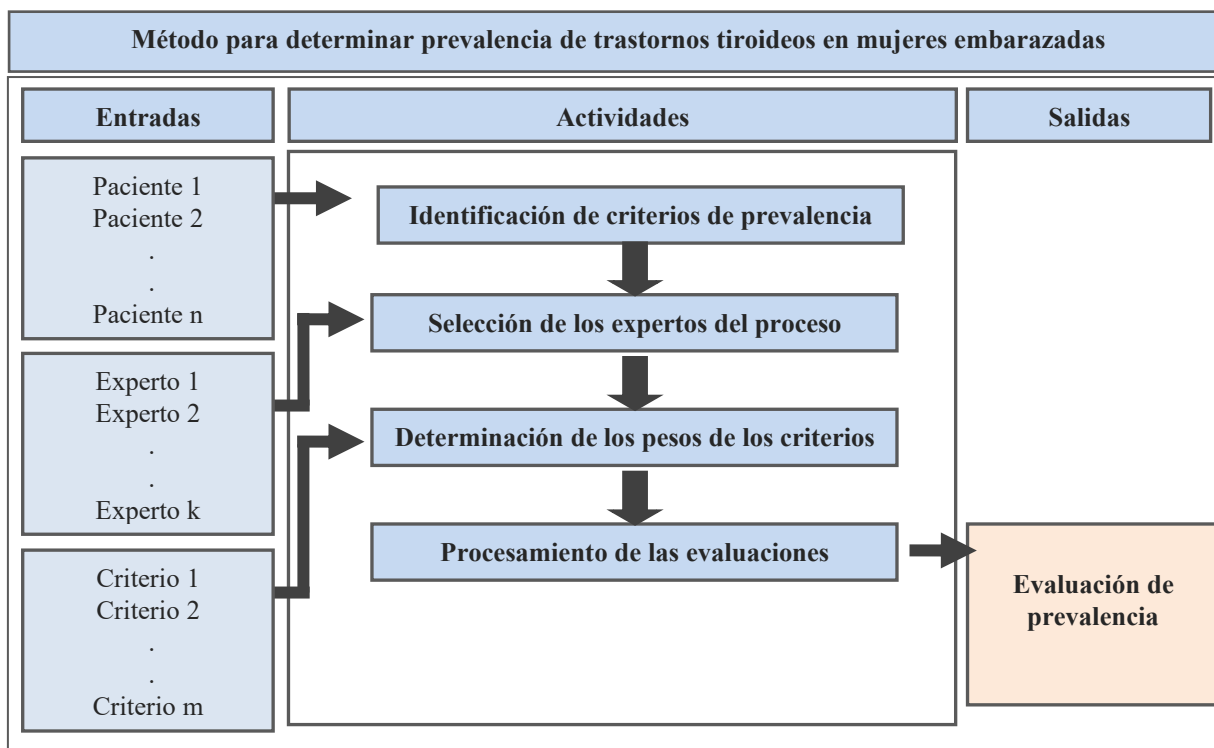 Método para determinar prevalencia de trastornos tiroideos en mujeres embarazadas
Entradas
Actividades
Salidas
Paciente 1
Paciente 2
.
.
Paciente n
Experto 1
Experto 2
.
.
Experto k
Criterio 1
Criterio 2
.
.
Criterio m
Identificación de criterios de prevalencia
Selección de los expertos del proceso
Determinación de los pesos de los criterios
Procesamiento de las evaluaciones
Evaluación de
prevalencia